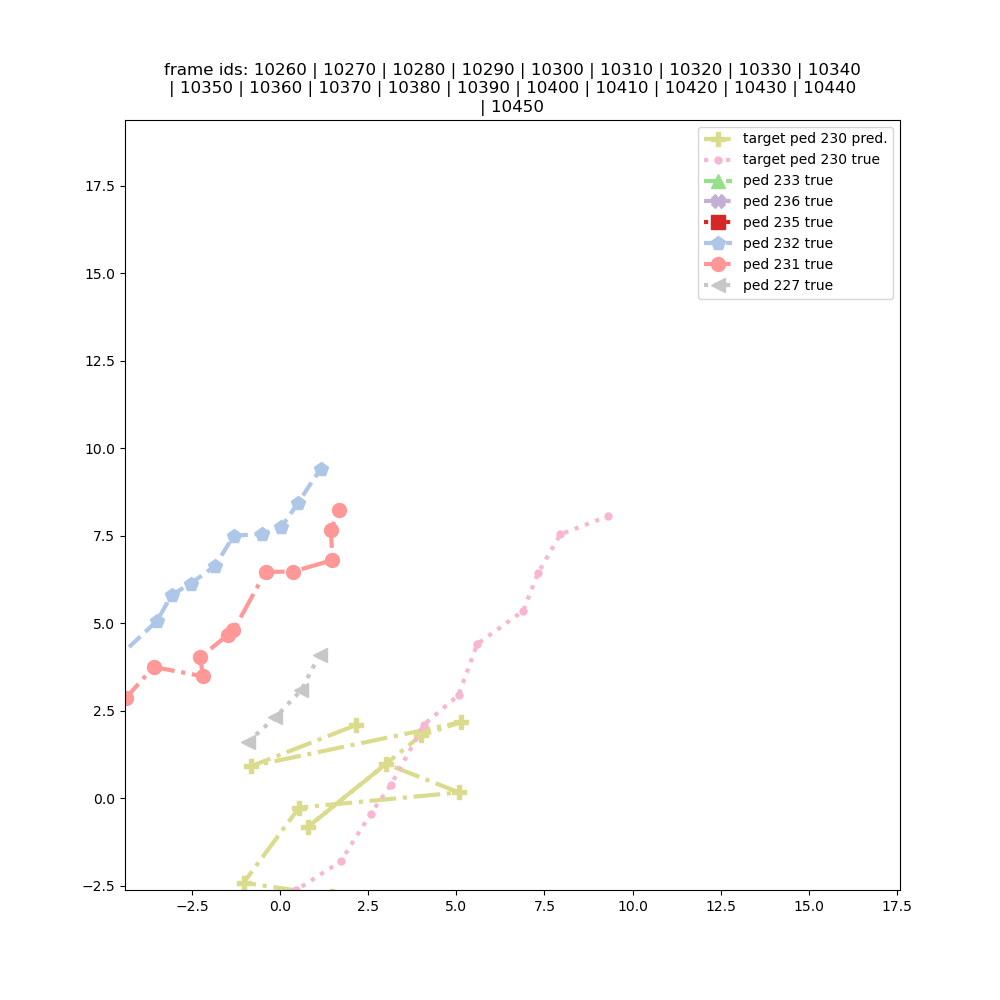 frame ids: 10260 | 10270 | 10280 | 10290 | 10300 | 10310 | 10320 | 10330 | 10340
| 10350 | 10360 | 10370 | 10380 | 10390 | 10400 | 10410 | 10420 | 10430 | 10440
| 10450
target ped 230 pred.
target ped 230 true
ped 233 true
ped 236 true
ped 235 true
ped 232 true
ped 231 true
ped 227 true
17.5
15.0
12.5
10.0
7.5
5.0
2.5
0.0
−2.5
−2.5 0.0 2.5 5.0 7.5 10.0 12.5 15.0 17.5